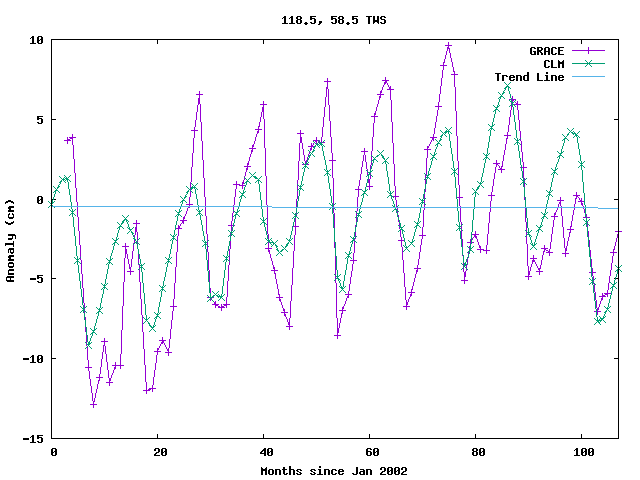 118.5, 58.5 TWS
GRACE
CLM
Trend Line
Anomaly (cm)
10
5
0
-5
-10
-15
0 20 40 60 80 100
Months since Jan 2002